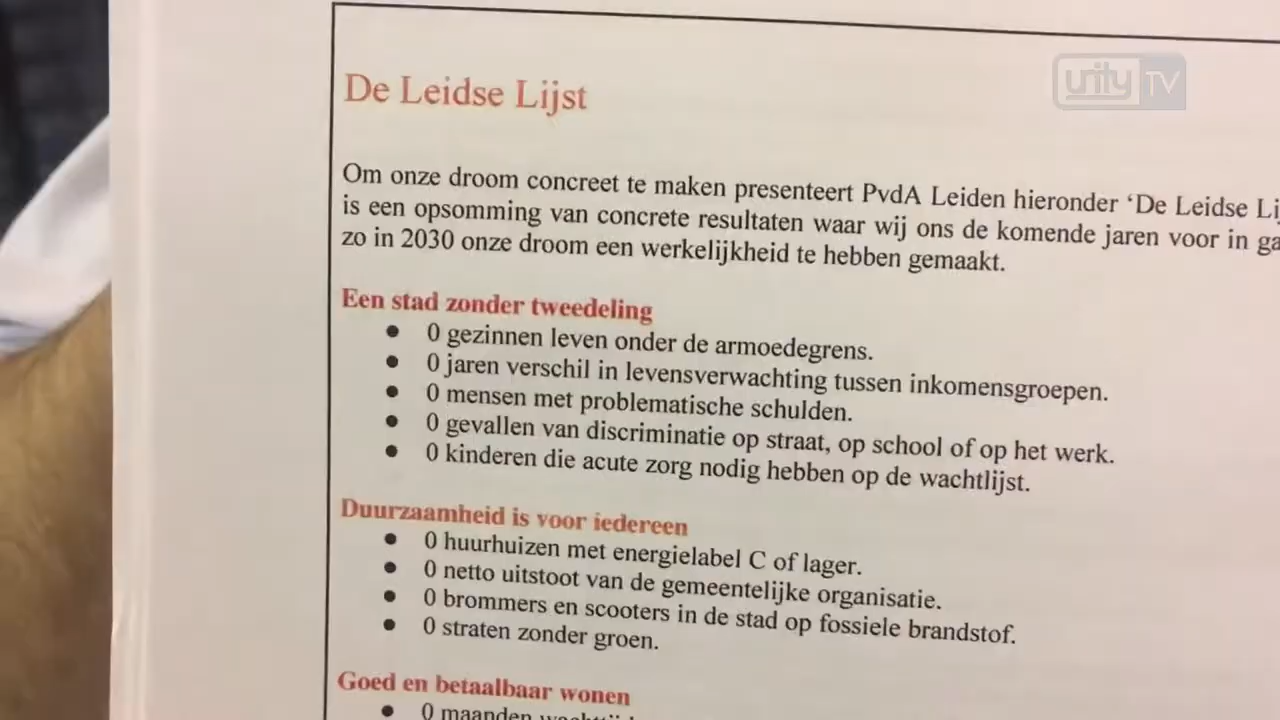 unity TV
De Leidse Lijst
Om onze droom concreet te maken presenteert PvdA Leiden hieronder ‘De Leidse
is een opsomming van concrete resultaten waar wij ons de komende jaren voor in
zo in 2030 onze droom een werkelijkheid te hebben gemaakt.
Een stad zonder tweedeling
● 0 gezinnen leven onder de armoedegrens.
● 0 jaren verschil in levensverwachting tussen inkomensgroepen.
● 0 mensen met problematische schulden.
● 0 gevallen van discriminatie op straat, op school of op het werk.
● 0 kinderen die acute zorg nodig hebben op de wachtlijst.
Duurzaamheid is voor iedereen
● 0 huurhuizen met energielabel C of lager.
● 0 netto uitstoot van de gemeentelijke organisatie.
● 0 brommers en scooters in de stad op fossiele brandstof.
● 0 straten zonder groen.
Goed en betaalbaar wonen
● 0 maanden